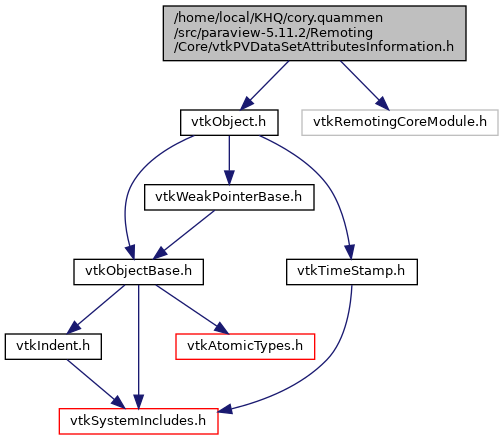 /home/local/KHQ/cory.quammen
/src/paraview-5.11.2/Remoting
/Core/vtkPVDataSetAttributesInformation.h
vtkObject.h
vtkRemotingCoreModule.h
vtkWeakPointerBase.h
vtkObjectBase.h
vtkTimeStamp.h
vtkIndent.h
vtkAtomicTypes.h
vtkSystemIncludes.h